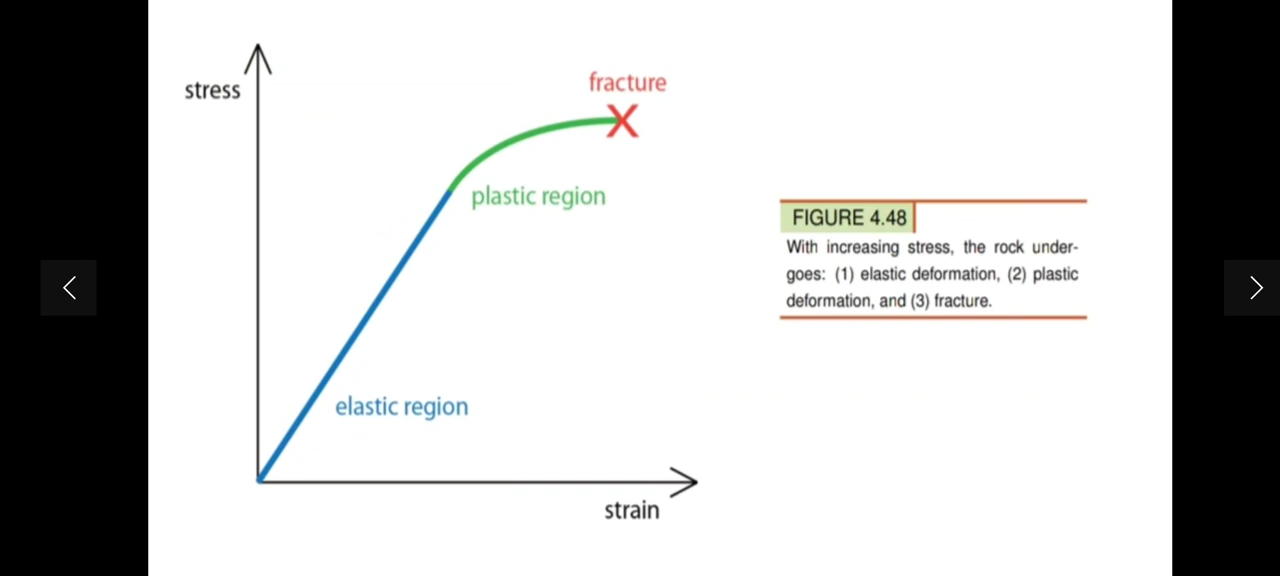 stress
fracture
plastic region
elastic region
strain
FIGURE 4.48
With increasing stress, the rock under-
goes: (1) elastic deformation, (2) plastic
deformation, and (3) fracture.